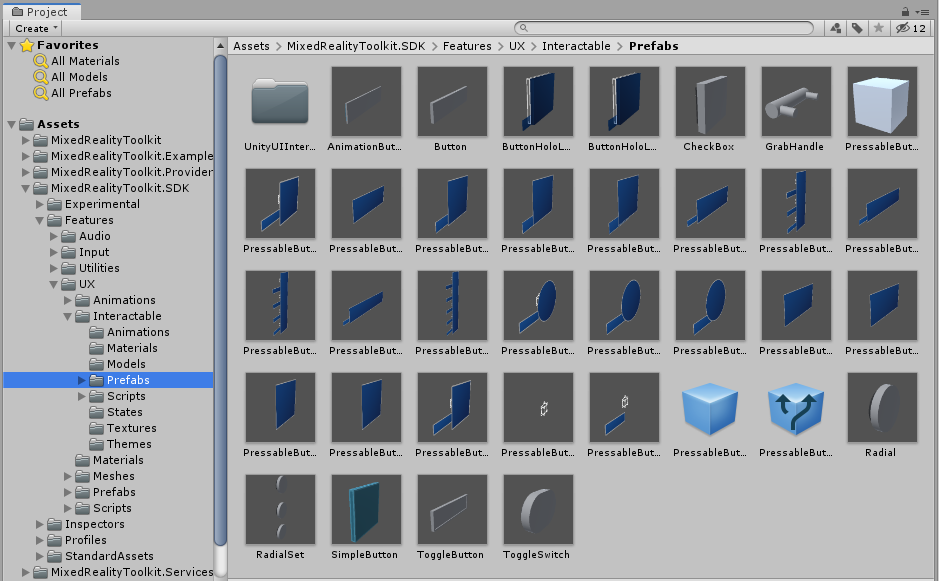 Project
Create
12
Favorites
All Materials
All Models
All Prefabs
Assets
MixedRealityToolkit
MixedRealityToolkit.Example
MixedRealityToolkit.Provider
MixedRealityToolkit.SDK
Experimental
Features
Audio
Input
Utilities
UX
Animations
Interactable
Animations
Materials
Models
Prefabs
Scripts
States
Textures
Themes
Materials
Meshes
Prefabs
Scripts
Inspectors
Profiles
StandardAssets
MixedRealityToolkit.Services
Assets MixedRealityToolkit.SDK Features UX Interactable Prefabs
UnityUIInter... AnimationBut... Button ButtonHoloL... ButtonHoloL... CheckBox GrabHandle PressableBut...
PressableBut... PressableBut... PressableBut... PressableBut... PressableBut... PressableBut... PressableBut... PressableBut...
PressableBut... PressableBut... PressableBut... PressableBut... PressableBut... PressableBut... PressableBut... PressableBut...
PressableBut... PressableBut... PressableBut... PressableBut... PressableBut... PressableBut... PressableBut... Radial
RadialSet SimpleButton ToggleButton ToggleSwitch